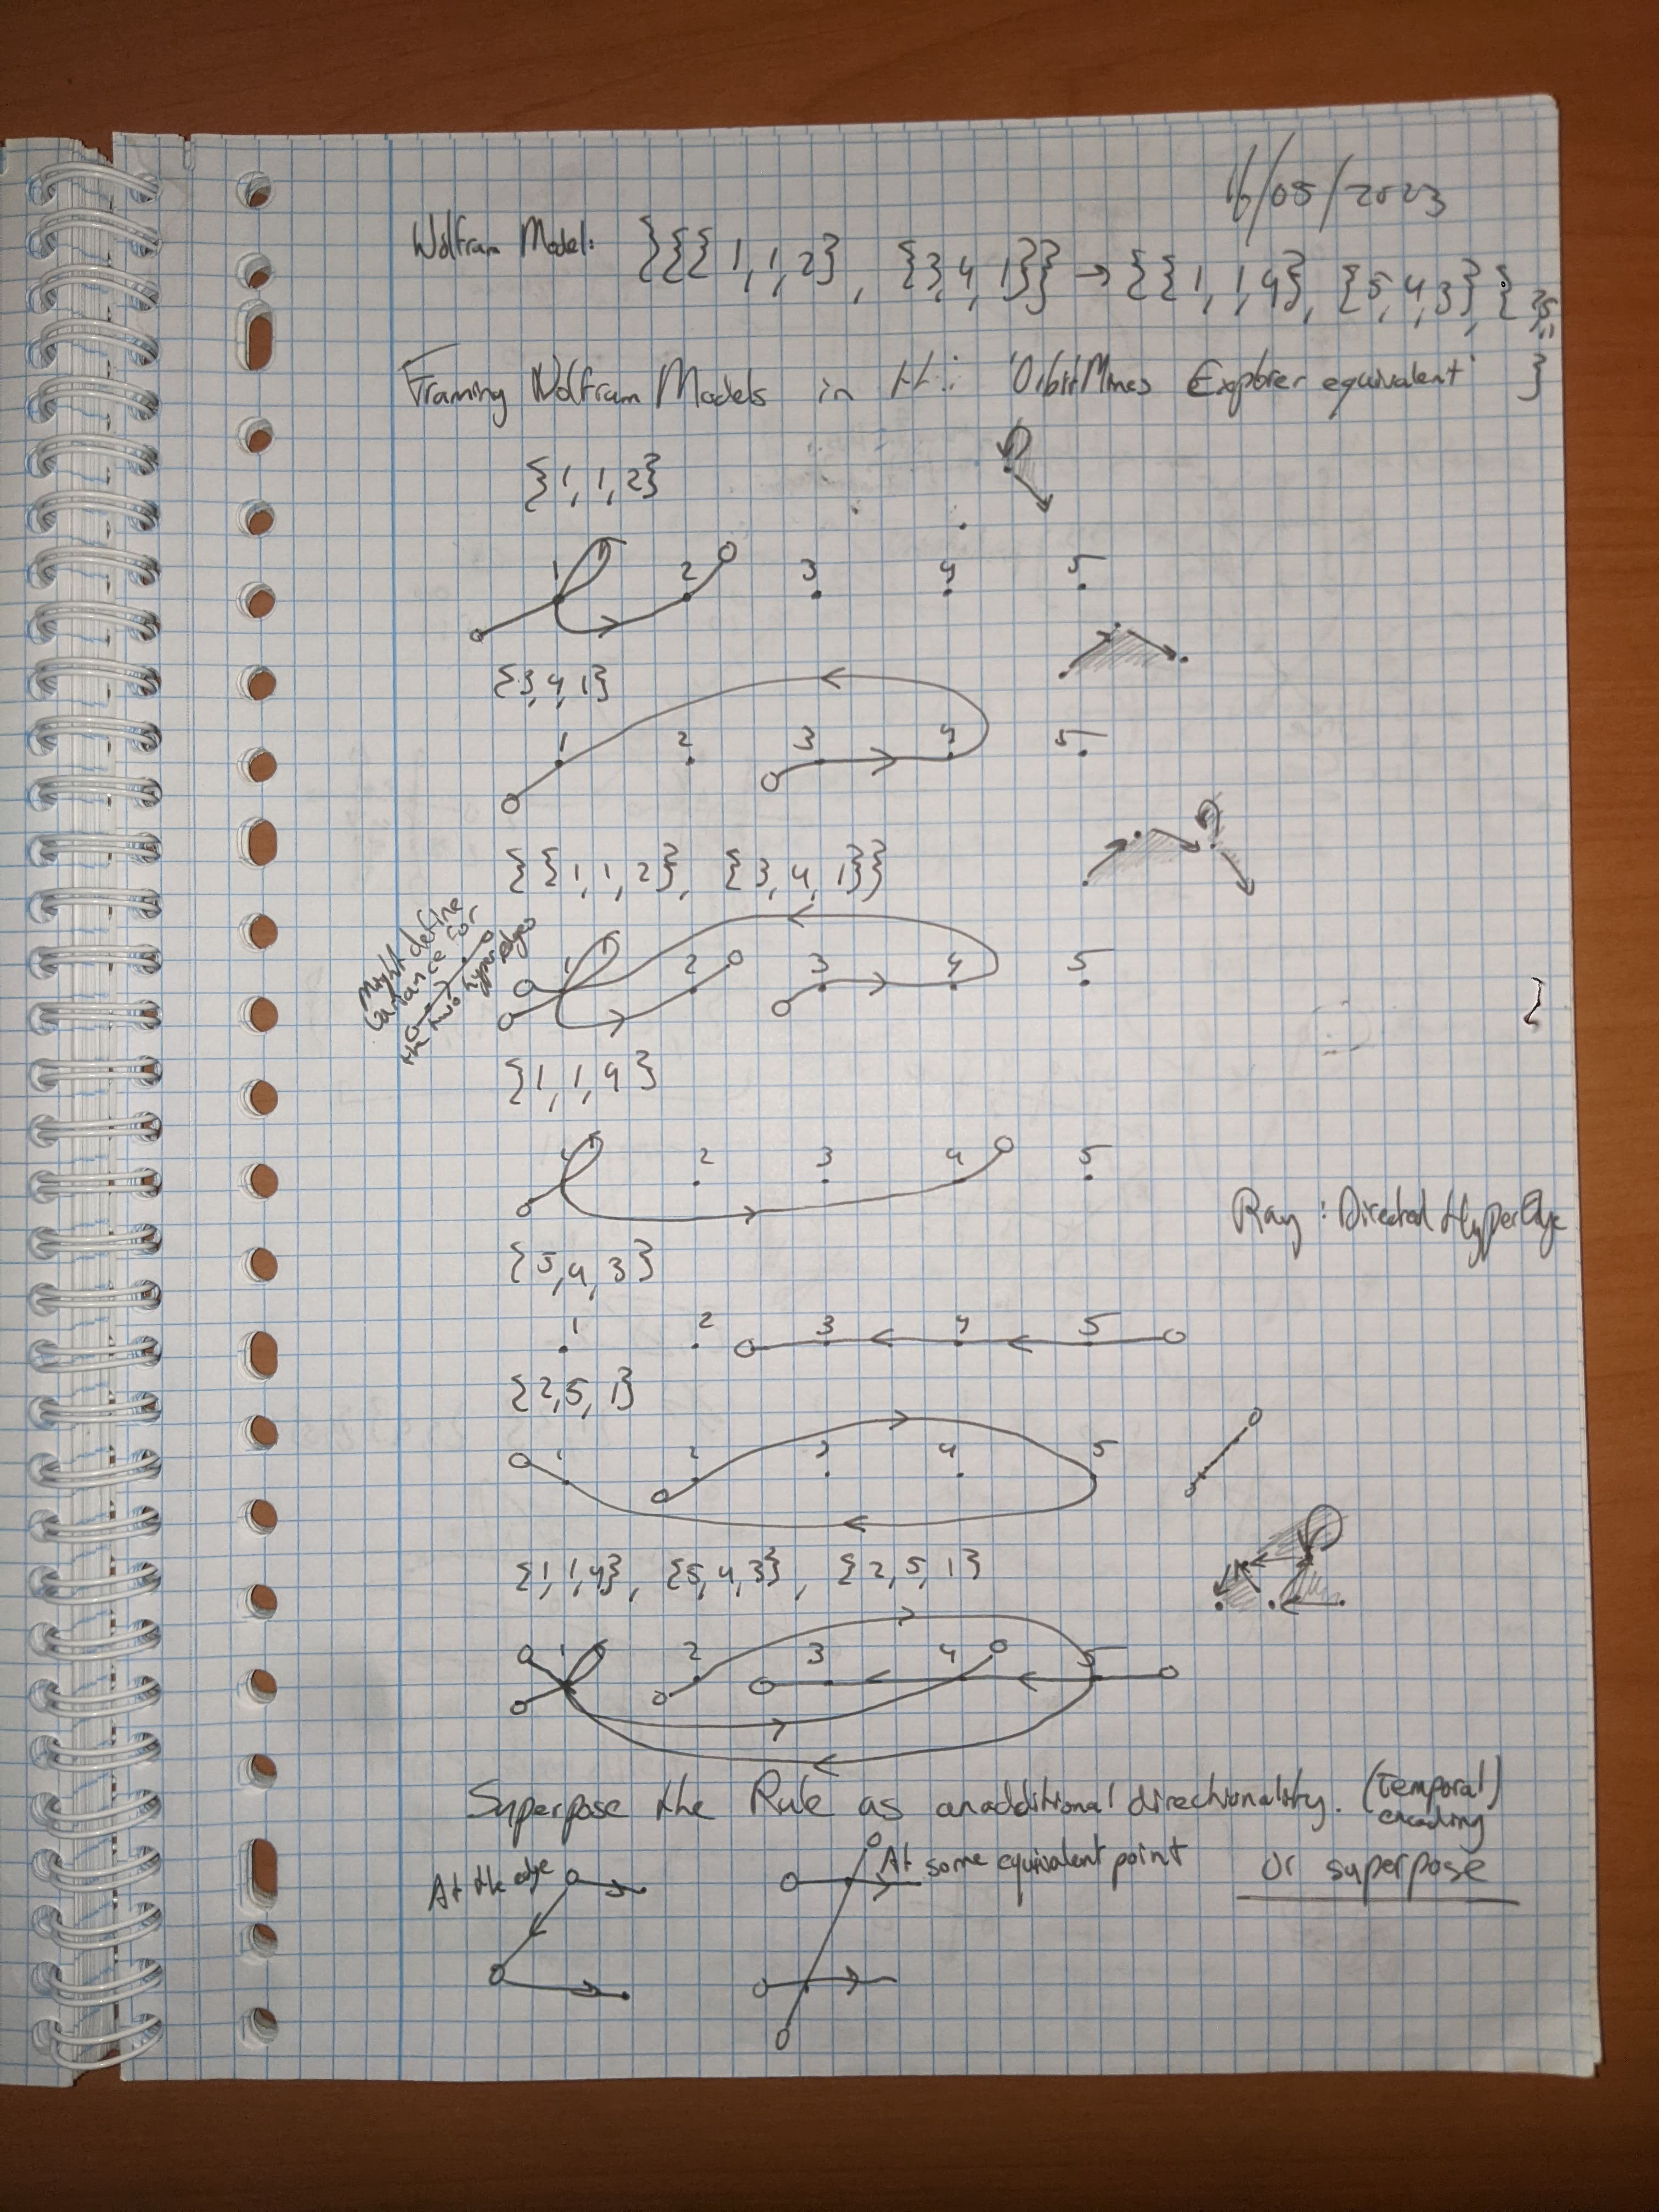 16/05/2023
Wolfram Model: {{{1,1,2}, {3,4,1}} → {{1,1,4}, {5,4,3}, {2,5,1}
}
Framing Wolfram Models in it: 'OrbitMines Explorer equivalent'
{1,1,2}
1 2 3 4 5
{3,4,1}
1 2 3 4 5
{{1,1,2}, {3,4,1}}
Might define
variance for
the two hyperedges
1 2 3 4 5
{1,1,4}
1 2 3 4 5
Ray: Directed HyperEdge
{5,4,3}
1 2 3 4 5
{2,5,1}
1 2 3 4 5
{1,1,4}, {5,4,3}, {2,5,1}
1 2 3 4 5
Superpose the Rule as an additional directionality. (temporal)
encoding
At the edge
At some equivalent point
or superpose